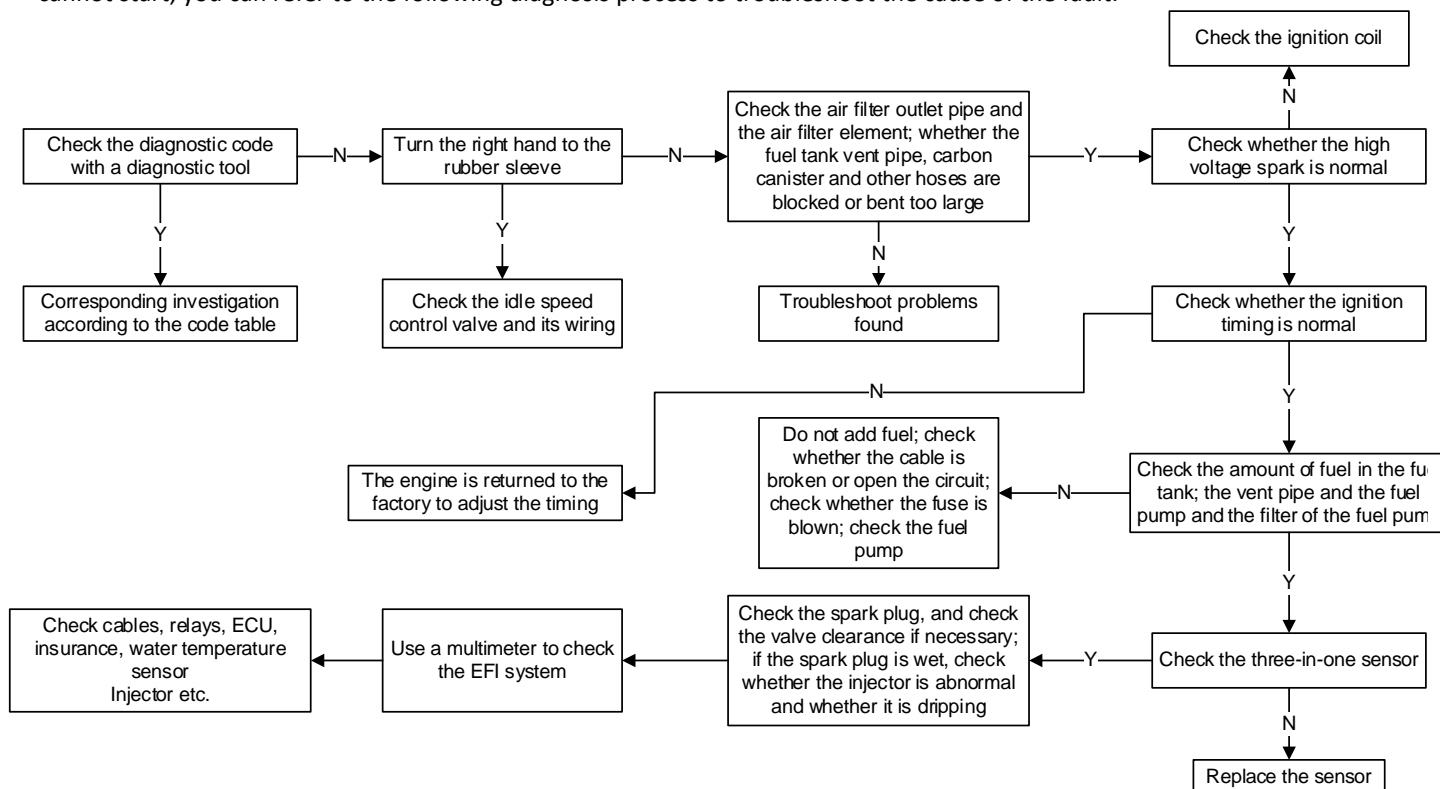 cannot start, you can refer to the following diagnosis process to troubleshoot the cause of the fault.
Check the ignition coil
N
Check the diagnostic code
with a diagnostic tool
N
Turn the right hand to the
rubber sleeve
N
Check the air filter outlet pipe and
the air filter element; whether the
fuel tank vent pipe, carbon
canister and other hoses are
blocked or bent too large
Y
Check whether the high
voltage spark is normal
Y
Y
N
Y
Corresponding investigation
according to the code table
Check the idle speed
control valve and its wiring
Troubleshoot problems
found
Check whether the ignition
timing is normal
N
Y
The engine is returned to the
factory to adjust the timing
Do not add fuel; check
whether the cable is
broken or open the circuit;
check whether the fuse is
blown; check the fuel
pump
N
Check the amount of fuel in the fu
tank; the vent pipe and the fuel
pump and the filter of the fuel pum
Y
Check cables, relays, ECU,
insurance, water temperature
sensor
Injector etc.
Use a multimeter to check
the EFI system
Check the spark plug, and check
the valve clearance if necessary;
if the spark plug is wet, check
whether the injector is abnormal
and whether it is dripping
Y
Check the three-in-one sensor
N
Replace the sensor